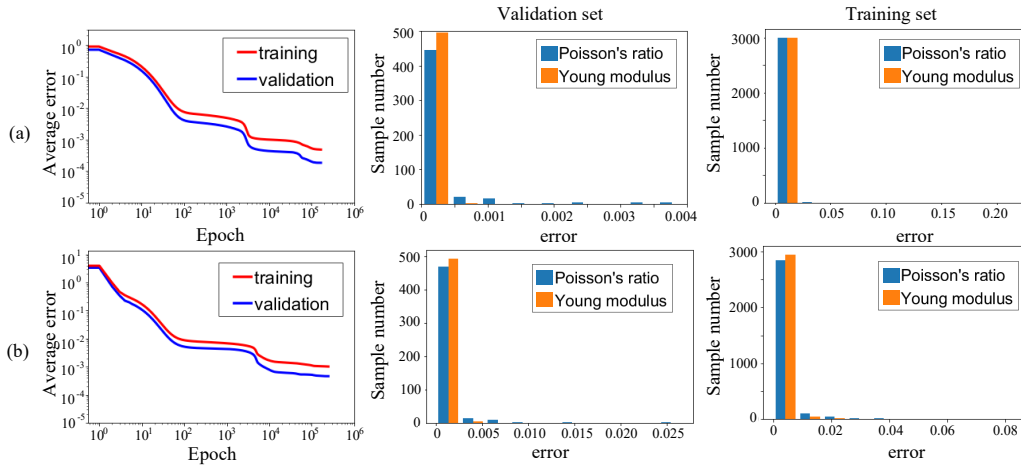 Validation set
Training set
(a)
Average error
10^0
10^-1
10^-2
10^-3
10^-4
10^-5
10^0 10^1 10^2 10^3 10^4 10^5 10^6
Epoch
training
validation
Sample number
500
400
300
200
100
0
0 0.001 0.002 0.003 0.004
error
Poisson's ratio
Young modulus
Sample number
3000
2000
1000
0
0 0.05 0.10 0.15 0.20
error
Poisson's ratio
Young modulus
(b)
Average error
10^1
10^0
10^-1
10^-2
10^-3
10^-4
10^-5
10^0 10^1 10^2 10^3 10^4 10^5 10^6
Epoch
training
validation
Sample number
500
400
300
200
100
0
0 0.005 0.010 0.015 0.020 0.025
error
Poisson's ratio
Young modulus
Sample number
3000
2000
1000
0
0 0.02 0.04 0.06 0.08
error
Poisson's ratio
Young modulus